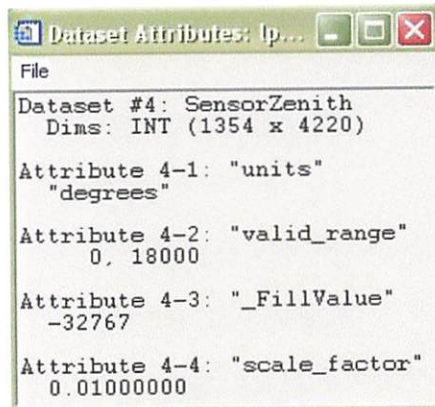 Dataset Attributes: lp...
File
Dataset #4: SensorZenith
Dims: INT (1354 x 4220)
Attribute 4-1: "units"
"degrees"
Attribute 4-2: "valid_range"
0, 18000
Attribute 4-3: "_FillValue"
-32767
Attribute 4-4: "scale_factor"
0.01000000